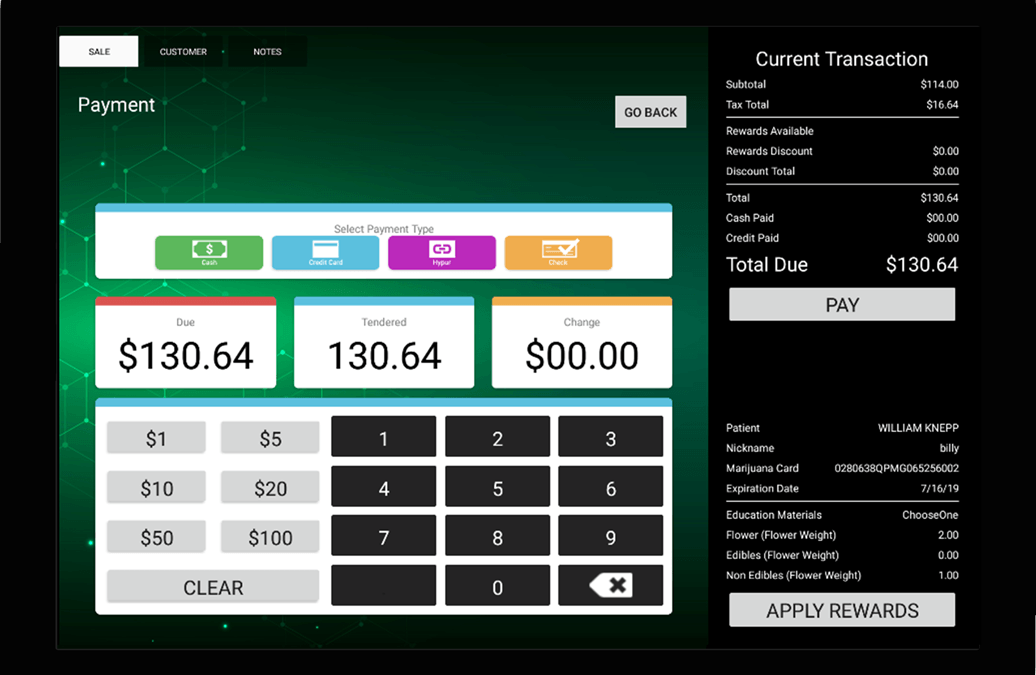 SALE CUSTOMER NOTES
Payment
GO BACK
Select Payment Type
Cash Credit Card Hypur Check
Due Tendered Change
$130.64 130.64 $00.00
$1 $5 1 2 3
$10 $20 4 5 6
$50 $100 7 8 9
CLEAR 0
Current Transaction
Subtotal $114.00
Tax Total $16.64
Rewards Available
Rewards Discount $0.00
Discount Total $0.00
Total $130.64
Cash Paid $00.00
Credit Paid $00.00
Total Due $130.64
PAY
Patient WILLIAM KNEPP
Nickname billy
Marijuana Card 0280638QPMG065256002
Expiration Date 7/16/19
Education Materials ChooseOne
Flower (Flower Weight) 2.00
Edibles (Flower Weight) 0.00
Non Edibles (Flower Weight) 1.00
APPLY REWARDS